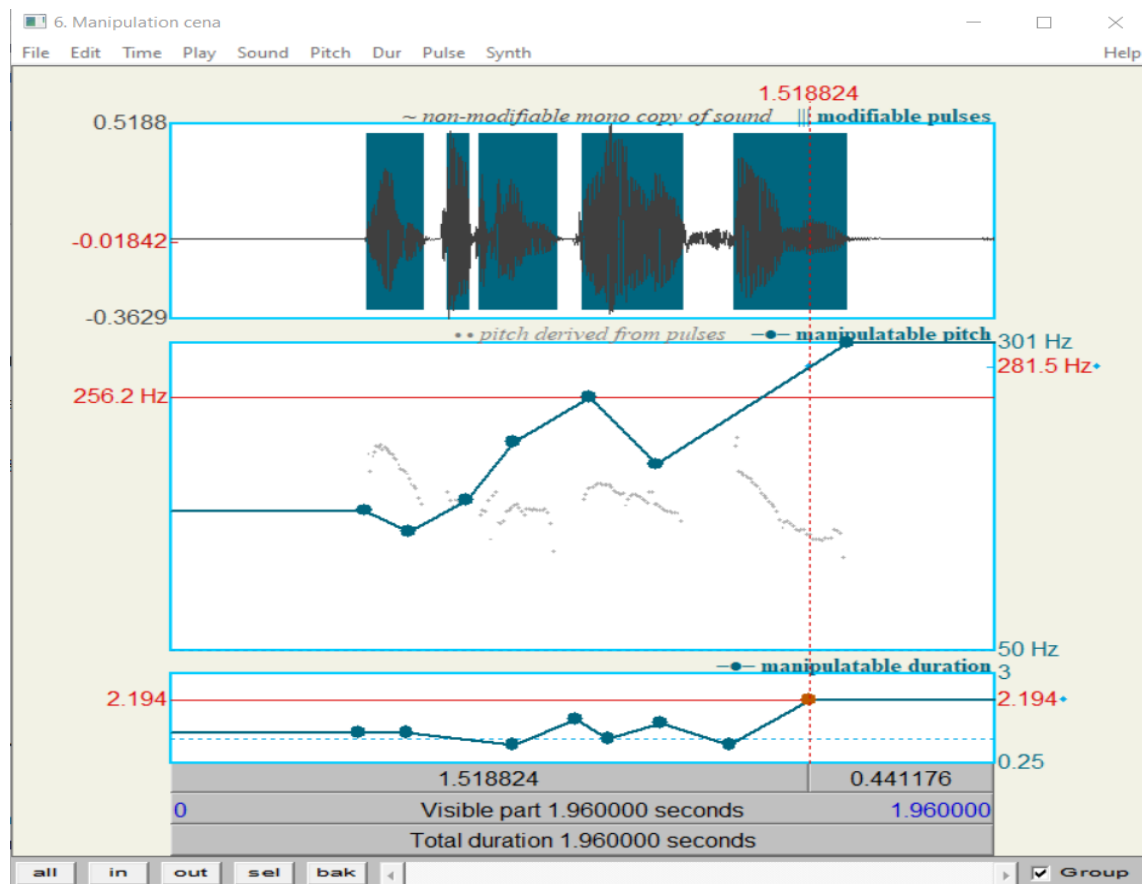 6. Manipulation cena
File Edit Time Play Sound Pitch Dur Pulse Synth Help
1.518824
~ non-modifiable mono copy of sound ||| modifiable pulses
0.5188
-0.01842
-0.3629
•• pitch derived from pulses —●— manipulatable pitch
301 Hz
281.5 Hz
256.2 Hz
50 Hz
—●— manipulatable duration
3
2.194 2.194
0.25
1.518824 0.441176
0 Visible part 1.960000 seconds 1.960000
Total duration 1.960000 seconds
all in out sel bak Group